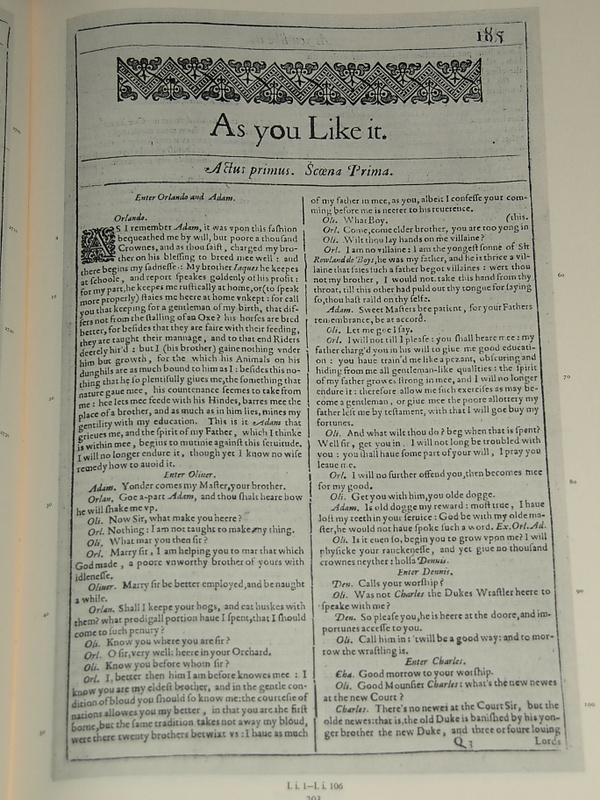 185
As you Like it.
Actus primus. Scœna Prima.
Enter Orlando and Adam.
Orlando.
AS I remember Adam, it was vpon this faſhion
bequeathed me by will, but poore a thouſand
Crownes, and as thou ſaiſt, charged my bro-
ther on his bleſſing to breed mee well : and
there begins my ſadneſſe : My brother Iaques he keepes
at ſchoole, and report ſpeakes goldenly of his profit :
for my part, he keepes me ruſtically at home, or (to ſpeak
more properly) ſtaies me heere at home vnkept : for call
you that keeping for a gentleman of my birth, that dif-
fers not from the ſtalling of an Oxe? his horſes are bred
better, for beſides that they are faire with their feeding,
they are taught their mannage, and to that end Riders
deerely hir'd : but I (his brother) gaine nothing vnder
him but growth, for the which his Animals on his
dunghils are as much bound to him as I : beſides this no-
thing that he ſo plentifully giues me, the ſomething that
nature gaue mee, his countenance ſeemes to take from
me : hee lets mee feede with his Hindes, barres mee the
place of a brother, and as much as in him lies, mines my
gentility with my education. This is it Adam that
grieues me, and the ſpirit of my Father, which I thinke
is within mee, begins to mutinie againſt this ſeruitude.
I will no longer endure it, though yet I know no wiſe
remedy how to auoid it.
Enter Oliuer.
Adam. Yonder comes my Maſter, your brother.
Orlan. Goe a-part Adam, and thou ſhalt heare how
he will ſhake me vp.
Oli. Now Sir, what make you heere?
Orl. Nothing : I am not taught to make any thing.
Oli. What mar you then ſir?
Orl. Marry ſir, I am helping you to mar that which
God made, a poore vnworthy brother of yours with
idleneſſe.
Oliuer. Marry ſir be better employed, and be naught
a while.
Orlan. Shall I keepe your hogs, and eat huskes with
them? what prodigall portion haue I ſpent, that I ſhould
come to ſuch penury?
Oli. Know you where you are ſir?
Orl. O ſir, very well: heere in your Orchard.
Oli. Know you before whom ſir?
Orl. I, better then him I am before knowes mee : I
know you are my eldeſt brother, and in the gentle con-
dition of bloud you ſhould ſo know me: the courteſie of
nations allowes you my better, in that you are the firſt
borne, but the ſame tradition takes not away my bloud,
were there twenty brothers betwixt vs : I haue as much
of my father in mee, as you, albeit I confeſſe your com-
ming before me is neerer to his reuerence.
Oli. What Boy. (this.
Orl. Come, come elder brother, you are too yong in
Oli. Wilt thou lay hands on me villaine?
Orl. I am no villaine: I am the yongeſt ſonne of Sir
Rowland de Boys, he was my father, and he is thrice a vil-
laine that ſaies ſuch a father begot villaines : wert thou
not my brother, I would not take this hand from thy
throat, till this other had puld out thy tongue for ſaying
ſo, thou haſt raild on thy ſelfe.
Adam. Sweet Maſters bee patient, for your Fathers
remembrance, be at accord.
Oli. Let me goe I ſay.
Orl. I will not till I pleaſe : you ſhall heare mee : my
father charg'd you in his will to giue me good educati-
on : you haue train'd me like a pezant, obſcuring and
hiding from me all gentleman-like qualities : the ſpirit
of my father growes ſtrong in mee, and I will no longer
endure it : therefore allow me ſuch exerciſes as may be-
come a gentleman, or giue mee the poore allottery my
father left me by teſtament, with that I will goe buy my
fortunes.
Oli. And what wilt thou do? beg when that is ſpent?
Well ſir, get you in. I will not long be troubled with
you : you ſhall haue ſome part of your will, I pray you
leaue me.
Orl. I will no further offend you, then becomes mee
for my good.
Oli. Get you with him, you olde dogge.
Adam. Is old dogge my reward : moſt true, I haue
loſt my teeth in your ſeruice : God be with my olde ma-
ſter, he would not haue ſpoke ſuch a word. Ex.Orl.Ad.
Oli. Is it euen ſo, begin you to grow vpon me? I will
phyſicke your ranckeneſſe, and yet giue no thouſand
crownes neyther : holla Dennis.
Enter Dennis.
Den. Calls your worſhip?
Oli. Was not Charles the Dukes Wraſtler heere to
ſpeake with me?
Den. So pleaſe you, he is heere at the doore, and im-
portunes acceſſe to you.
Oli. Call him in : 'twill be a good way : and to mor-
row the wraſtling is.
Enter Charles.
Cha. Good morrow to your worſhip.
Oli. Good Mounſier Charles : what's the new newes
at the new Court?
Charles. There's no newes at the Court Sir, but the
olde newes: that is, the old Duke is baniſhed by his yon-
ger brother the new Duke, and three or foure louing
Q3 Lords
60
70
80
90
100
10
20
30
40
50
I. i. 1–I. i. 106
203